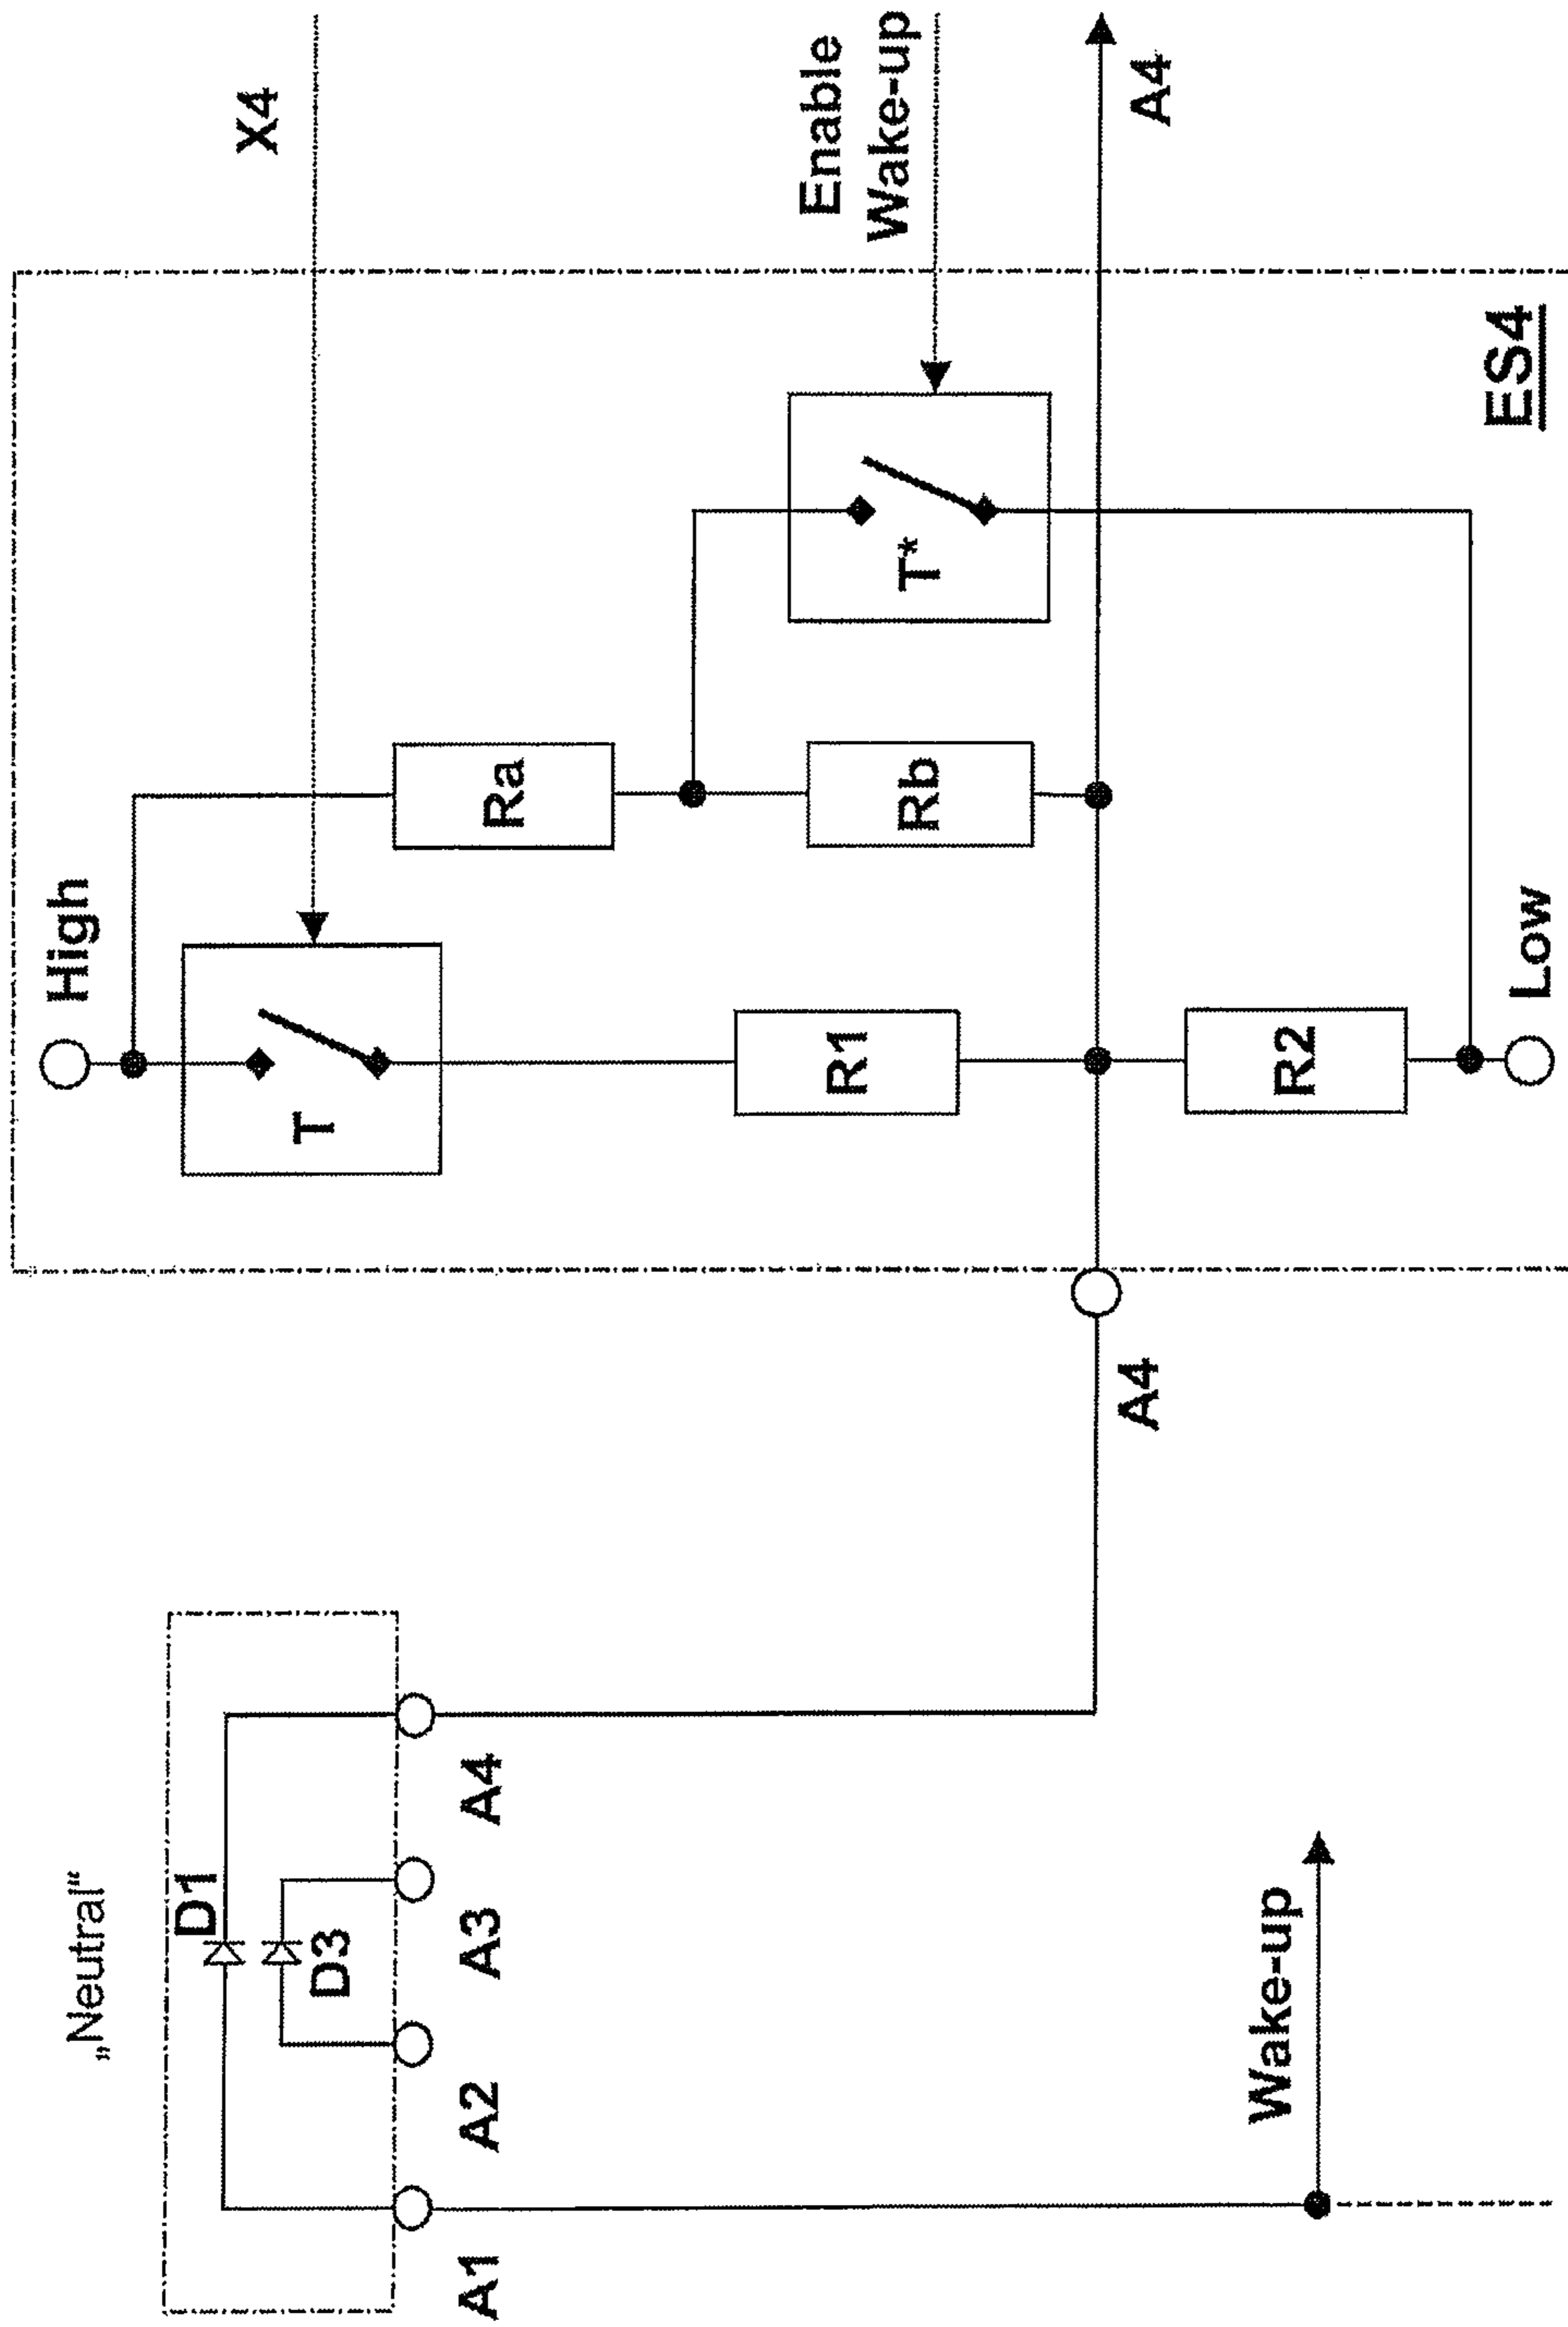 „Neutral“
D1
D3
A1
A2
A3
A4
Wake-up
A4
High
T
Ra
R1
Rb
T*
R2
Low
X4
Enable
Wake-up
A4
ES4